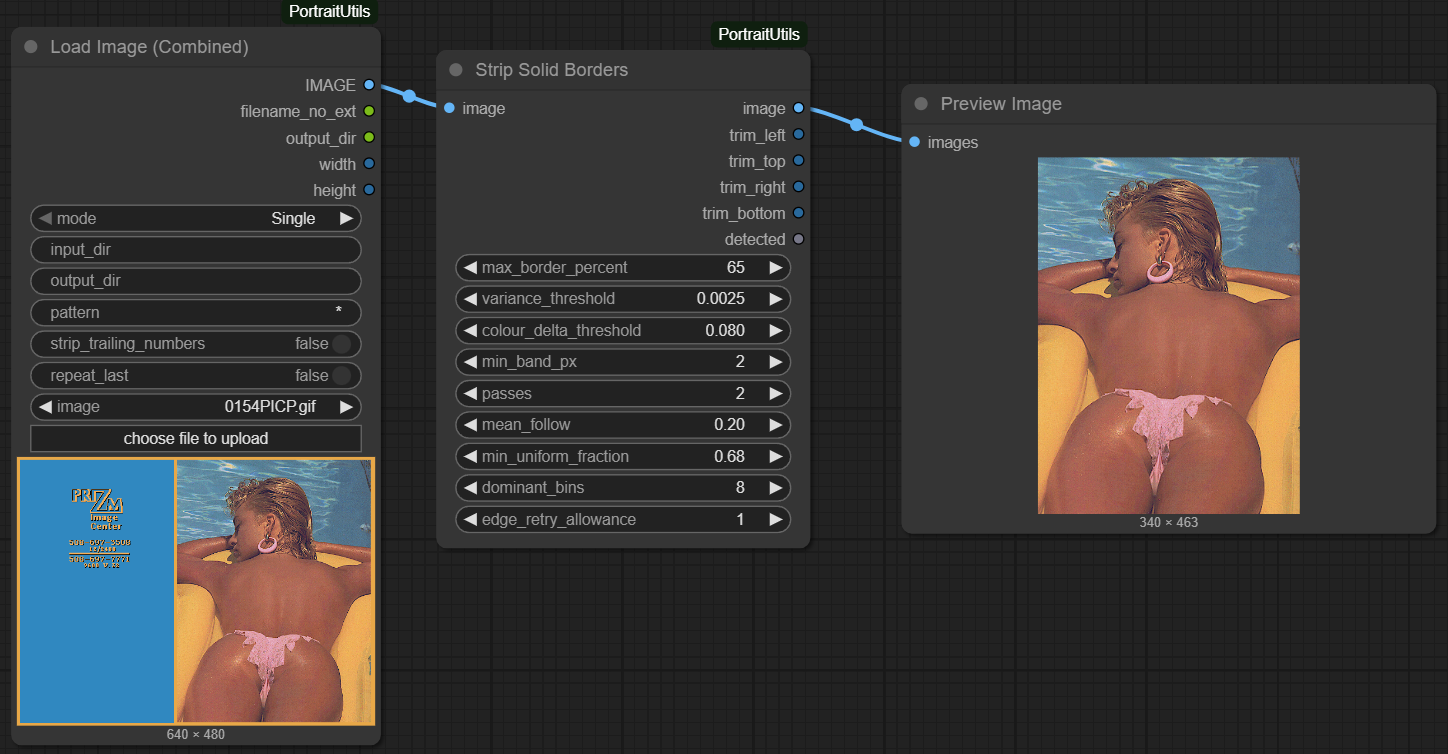 PortraitUtils
Load Image (Combined)
IMAGE
filename_no_ext
output_dir
width
height
mode Single
input_dir
output_dir
pattern *
strip_trailing_numbers false
repeat_last false
image 0154PICP.gif
choose file to upload
PRIZM
Image
Center
640 × 480
PortraitUtils
Strip Solid Borders
image image
trim_left
trim_top
trim_right
trim_bottom
detected
max_border_percent 65
variance_threshold 0.0025
colour_delta_threshold 0.080
min_band_px 2
passes 2
mean_follow 0.20
min_uniform_fraction 0.68
dominant_bins 8
edge_retry_allowance 1
Preview Image
images
340 × 463